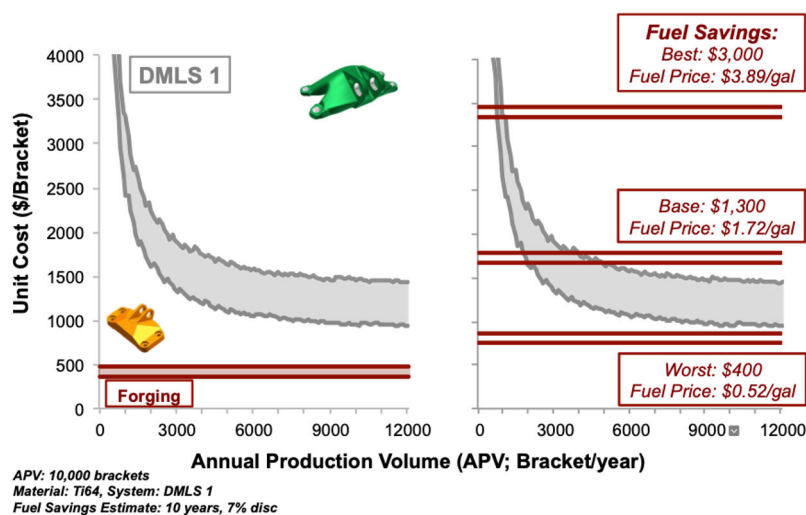 Fuel Savings:
Best: $3,000
Fuel Price: $3.89/gal
DMLS 1
4000
3500
3000
2500
2000
1500
1000
500
0
Unit Cost ($/Bracket)
Base: $1,300
Fuel Price: $1.72/gal
Worst: $400
Fuel Price: $0.52/gal
Forging
0 3000 6000 9000 12000
0 3000 6000 9000 12000
Annual Production Volume (APV; Bracket/year)
APV: 10,000 brackets
Material: Ti64, System: DMLS 1
Fuel Savings Estimate: 10 years, 7% disc